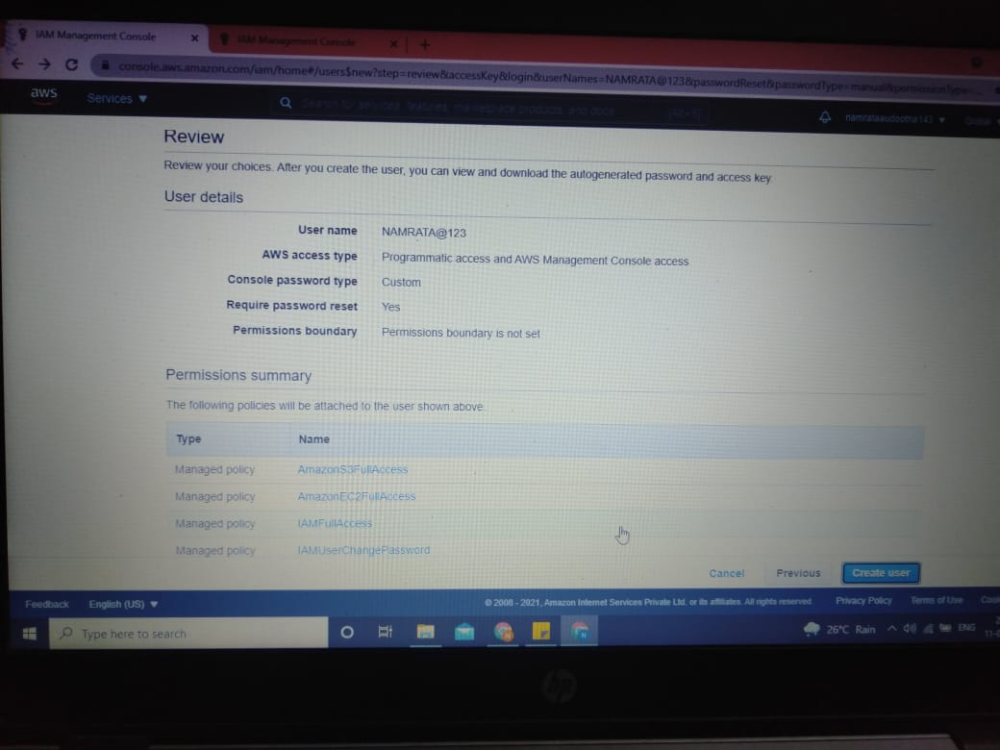 IAM Management Console
IAM Management Console
console.aws.amazon.com/iam/home#/users$new?step=review&accessKey&login&userNames=NAMRATA@123&passwordReset&passwordType=manual&permissionType=...
aws
Services
Search for services, features, marketplace products, and docs
[Alt+S]
namrataaudootha143
Global
Review
Review your choices. After you create the user, you can view and download the autogenerated password and access key.
User details
User name NAMRATA@123
AWS access type Programmatic access and AWS Management Console access
Console password type Custom
Require password reset Yes
Permissions boundary Permissions boundary is not set
Permissions summary
The following policies will be attached to the user shown above.
Type Name
Managed policy AmazonS3FullAccess
Managed policy AmazonEC2FullAccess
Managed policy IAMFullAccess
Managed policy IAMUserChangePassword
Cancel Previous Create user
Feedback English (US) © 2008 - 2021, Amazon Internet Services Private Ltd. or its affiliates. All rights reserved. Privacy Policy Terms of Use
Type here to search
26°C Rain
ENG
hp